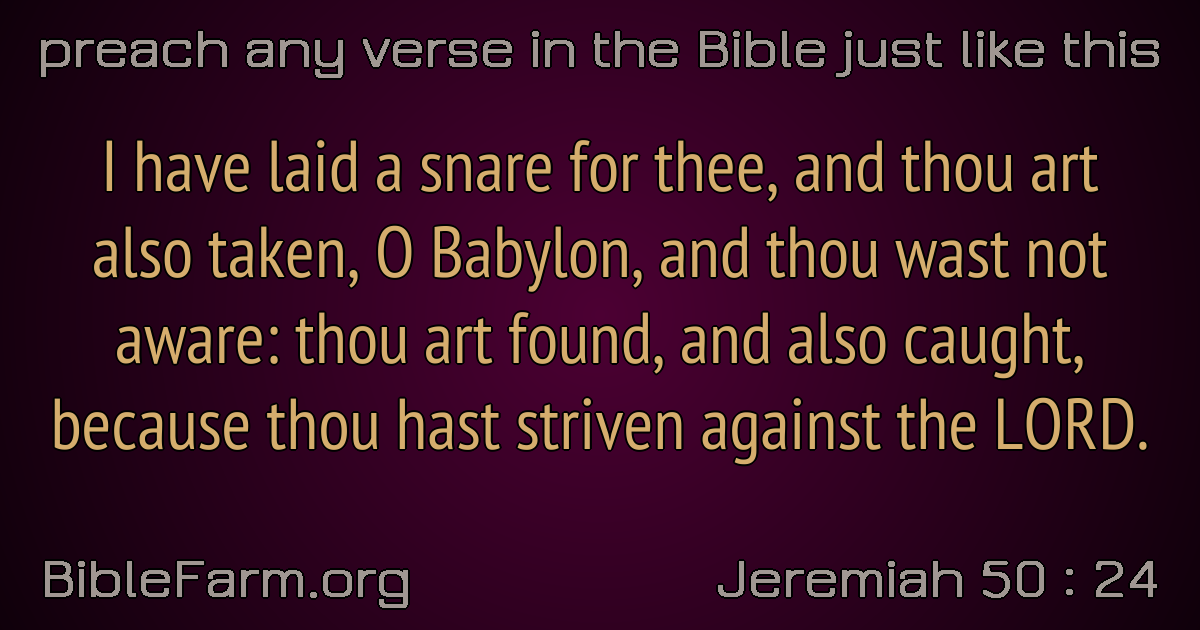 preach any verse in the Bible just like this
I have laid a snare for thee, and thou art
also taken, O Babylon, and thou wast not
aware: thou art found, and also caught,
because thou hast striven against the LORD.
BibleFarm.org
Jeremiah 50 : 24